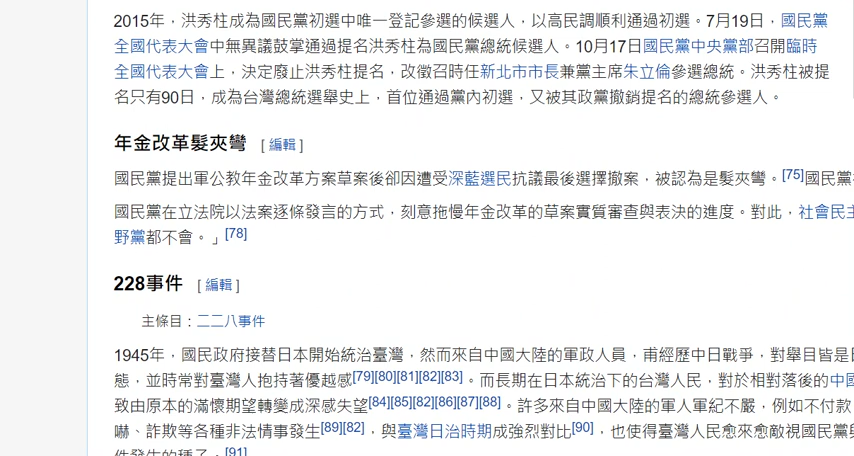 2015年，洪秀柱成為國民黨初選中唯一登記參選的候選人，以高民調順利通過初選。7月19日，國民黨
全國代表大會中無異議鼓掌通過提名洪秀柱為國民黨總統候選人。10月17日國民黨中央黨部召開臨時
全國代表大會上，決定廢止洪秀柱提名，改徵召時任新北市市長兼黨主席朱立倫參選總統。洪秀柱被提
名只有90日，成為台灣總統選舉史上，首位通過黨內初選，又被其政黨撤銷提名的總統參選人。
年金改革髮夾彎 [ 編輯 ]
國民黨提出軍公教年金改革方案草案後卻因遭受深藍選民抗議最後選擇撤案，被認為是髮夾彎。[75]國民黨
國民黨在立法院以法案逐條發言的方式，刻意拖慢年金改革的草案實質審查與表決的進度。對此，社會民主
野黨都不會。」[78]
228事件 [ 編輯 ]
主條目：二二八事件
1945年，國民政府接替日本開始統治臺灣，然而來自中國大陸的軍政人員，甫經歷中日戰爭，對舉目皆是日
態，並時常對臺灣人抱持著優越感[79][80][81][82][83]。而長期在日本統治下的台灣人民，對於相對落後的中國
致由原本的滿懷期望轉變成深感失望[84][85][82][86][87][88]。許多來自中國大陸的軍人軍紀不嚴，例如不付款
嚇、詐欺等各種非法情事發生[89][82]，與臺灣日治時期成強烈對比[90]，也使得臺灣人民愈來愈敵視國民黨與
件發生的種子。[91]